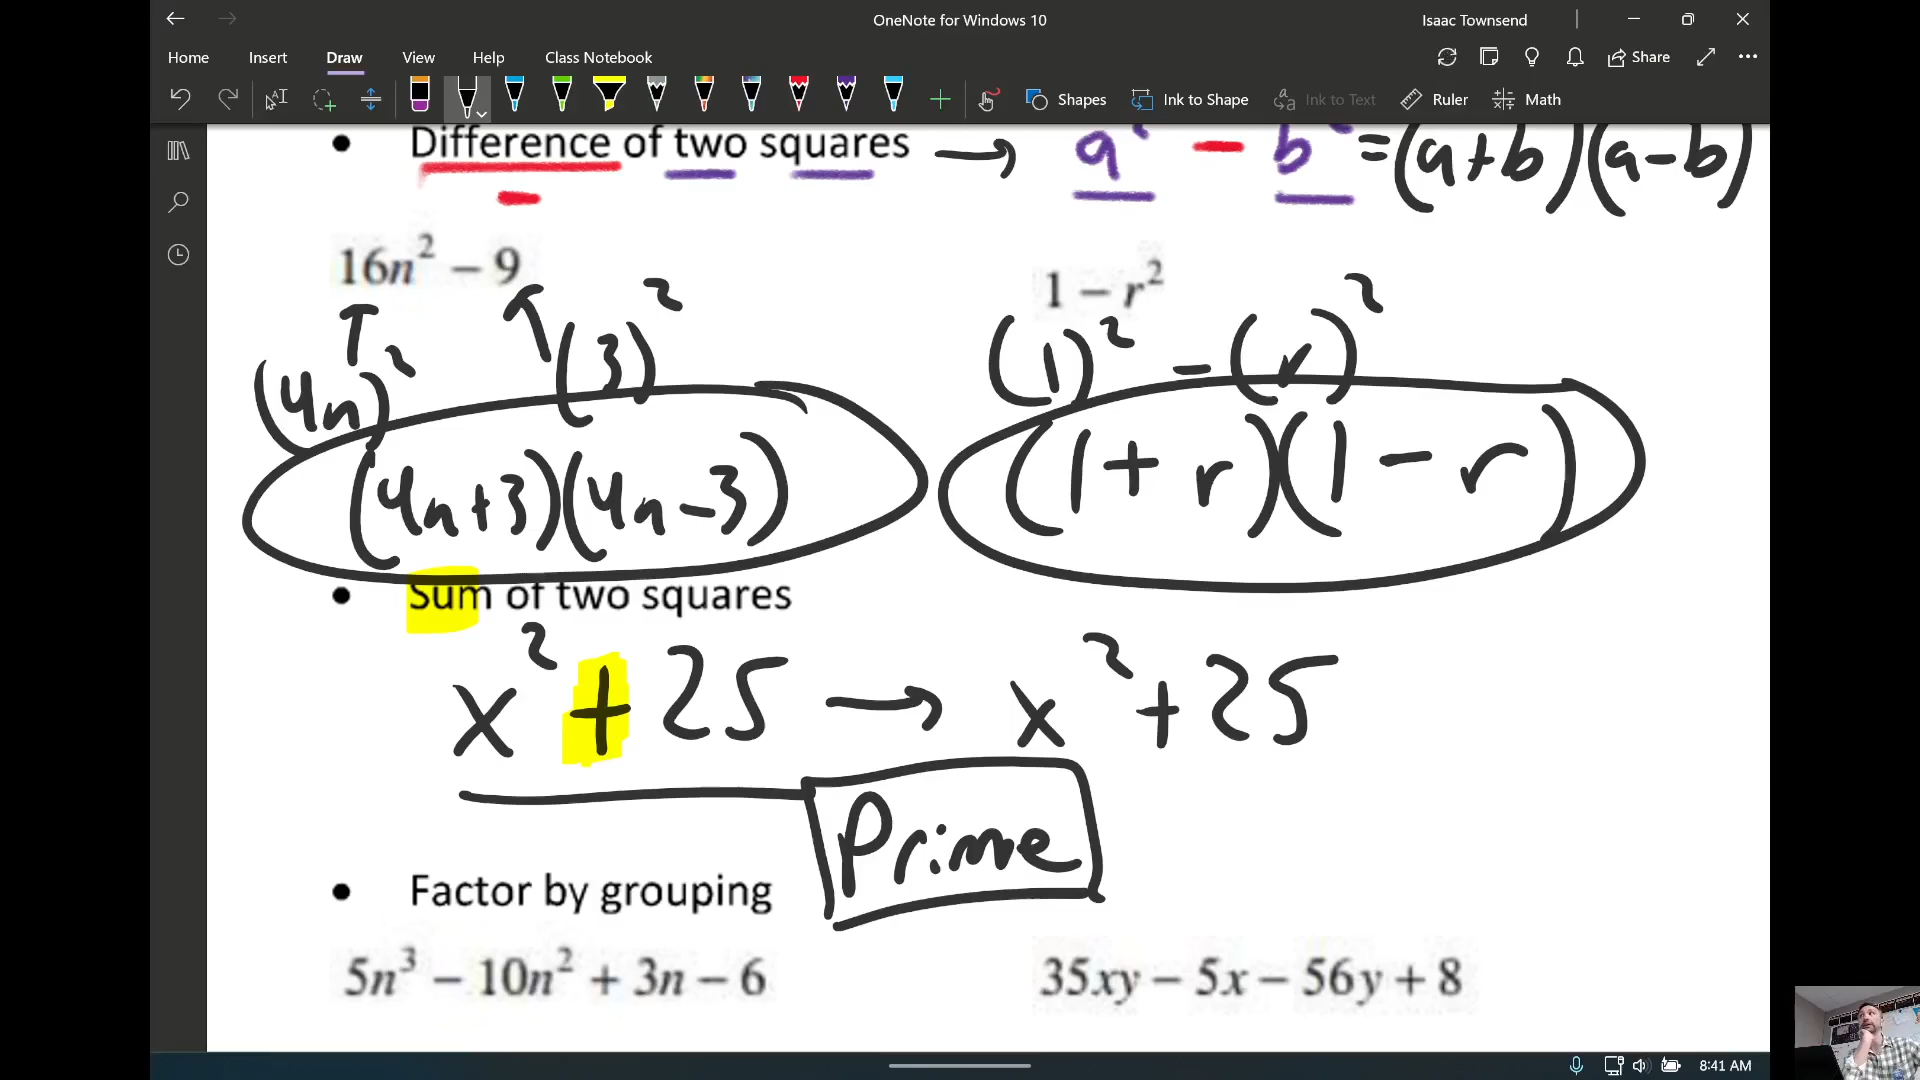 OneNote for Windows 10
Isaac Townsend
Home Insert Draw View Help Class Notebook
Share
Shapes Ink to Shape Ink to Text Ruler Math
• Difference of two squares → a² - b² = (a+b)(a-b)
16n² − 9
1 − r²
(4n)² (3)²
(1)² - (r)²
(4n+3)(4n-3)
(1+r)(1-r)
• Sum of two squares
x² + 25 → x² + 25
Prime
• Factor by grouping
5n³ − 10n² + 3n − 6
35xy − 5x − 56y + 8
8:41 AM